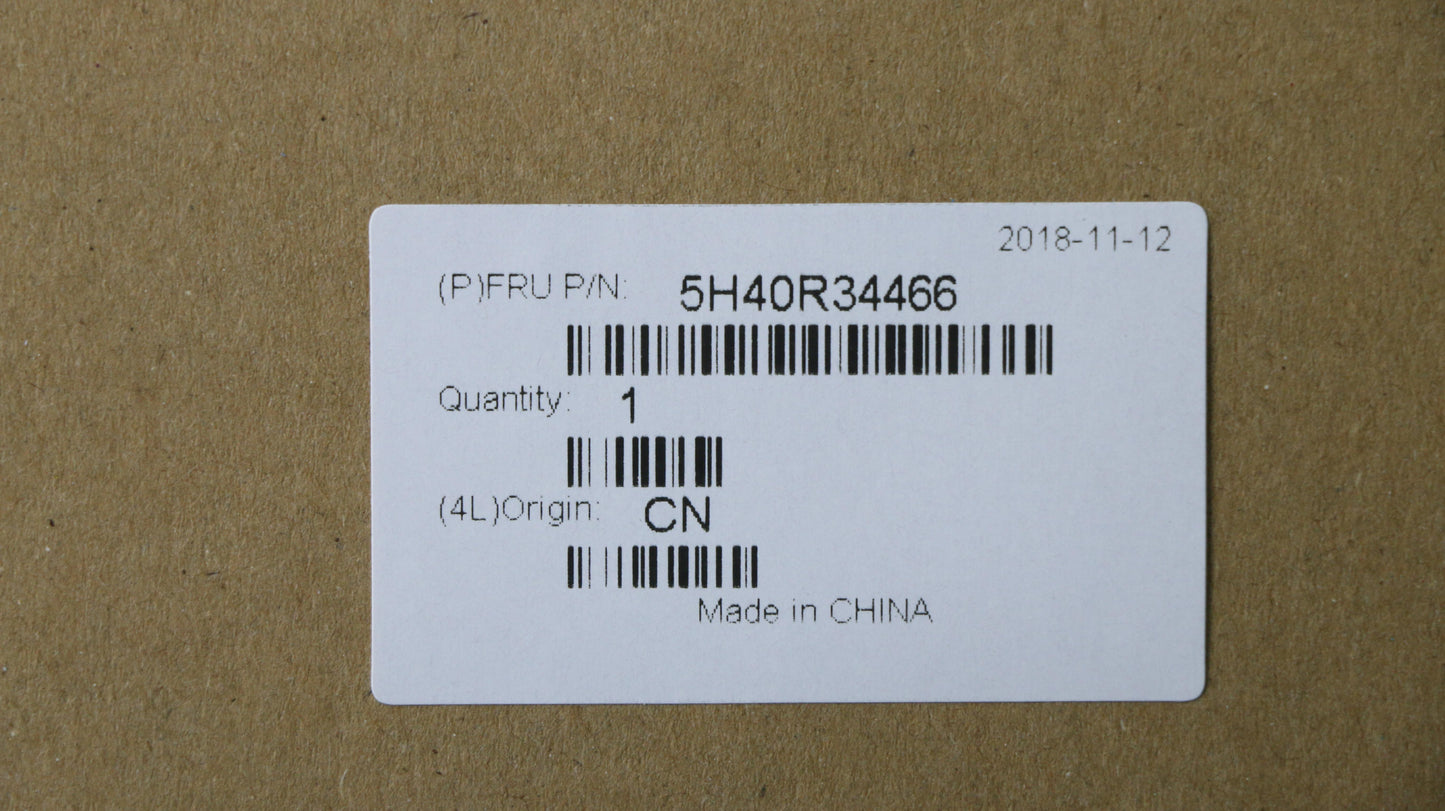 2018-11-12
(P)FRU P/N: 5H40R34466
Quantity: 1
(4L)Origin: CN
Made in CHINA